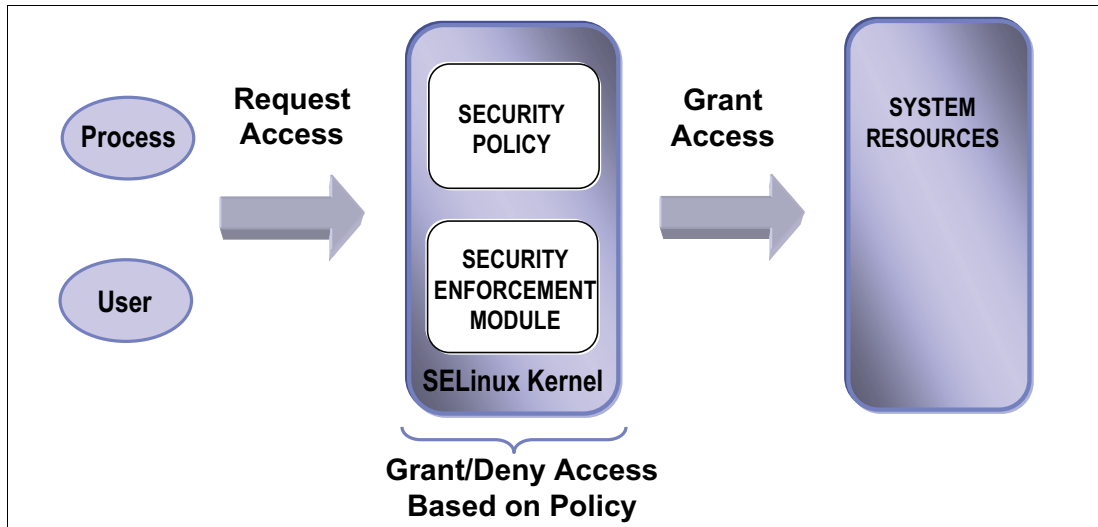 Process
User
Request
Access
SECURITY
POLICY
SECURITY
ENFORCEMENT
MODULE
SELinux Kernel
Grant/Deny Access
Based on Policy
Grant
Access
SYSTEM
RESOURCES